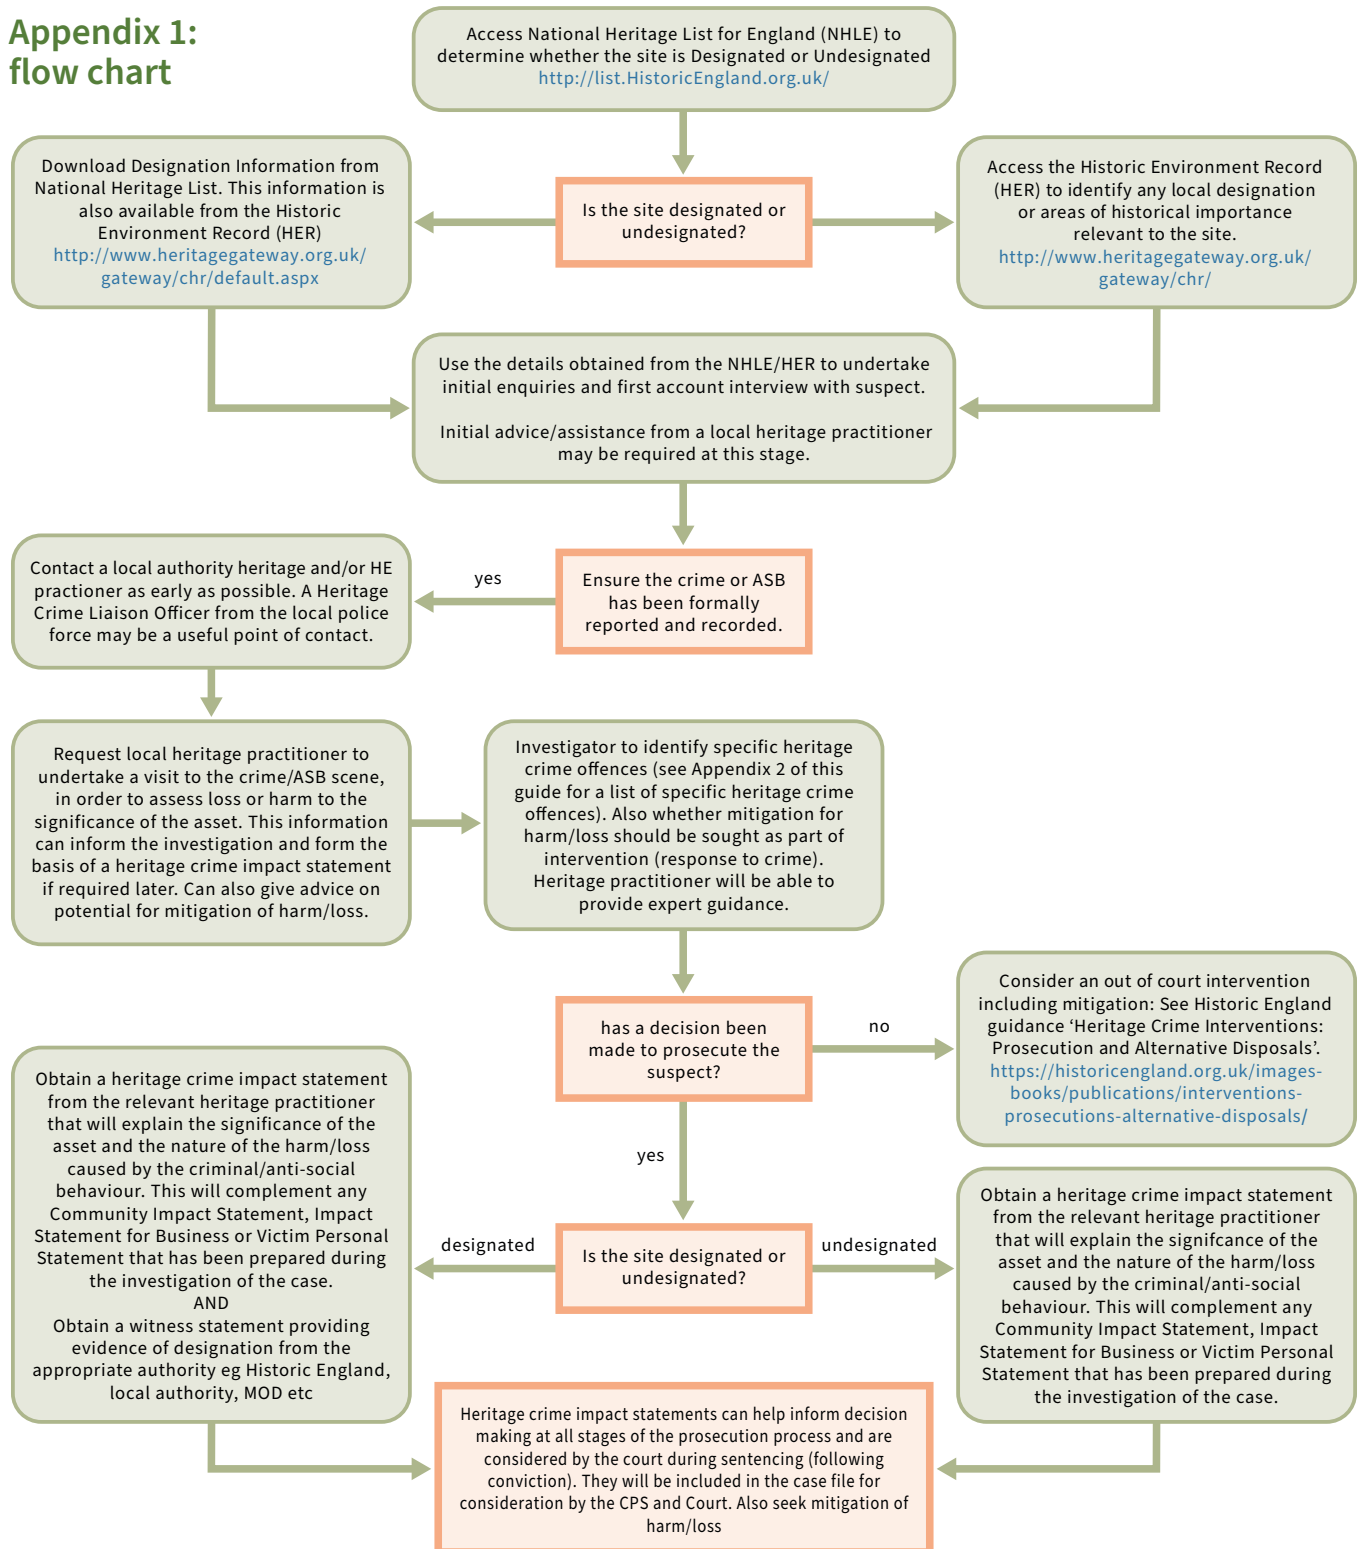 Appendix 1:
flow chart
Access National Heritage List for England (NHLE) to
determine whether the site is Designated or Undesignated
http://list.HistoricEngland.org.uk/
Download Designation Information from
National Heritage List. This information is
also available from the Historic
Environment Record (HER)
http://www.heritagegateway.org.uk/
gateway/chr/default.aspx
Is the site designated or
undesignated?
Access the Historic Environment Record
(HER) to identify any local designation
or areas of historical importance
relevant to the site.
http://www.heritagegateway.org.uk/
gateway/chr/
Use the details obtained from the NHLE/HER to undertake
initial enquiries and first account interview with suspect.
Initial advice/assistance from a local heritage practitioner
may be required at this stage.
Ensure the crime or ASB
has been formally
reported and recorded.
yes
Contact a local authority heritage and/or HE
practioner as early as possible. A Heritage
Crime Liaison Officer from the local police
force may be a useful point of contact.
Request local heritage practitioner to
undertake a visit to the crime/ASB scene,
in order to assess loss or harm to the
significance of the asset. This information
can inform the investigation and form the
basis of a heritage crime impact statement
if required later. Can also give advice on
potential for mitigation of harm/loss.
Investigator to identify specific heritage
crime offences (see Appendix 2 of this
guide for a list of specific heritage crime
offences). Also whether mitigation for
harm/loss should be sought as part of
intervention (response to crime).
Heritage practitioner will be able to
provide expert guidance.
has a decision been
made to prosecute the
suspect?
no
Consider an out of court intervention
including mitigation: See Historic England
guidance ‘Heritage Crime Interventions:
Prosecution and Alternative Disposals’.
https://historicengland.org.uk/images-
books/publications/interventions-
prosecutions-alternative-disposals/
yes
Is the site designated or
undesignated?
designated
Obtain a heritage crime impact statement
from the relevant heritage practitioner
that will explain the significance of the
asset and the nature of the harm/loss
caused by the criminal/anti-social
behaviour. This will complement any
Community Impact Statement, Impact
Statement for Business or Victim Personal
Statement that has been prepared during
the investigation of the case.
AND
Obtain a witness statement providing
evidence of designation from the
appropriate authority eg Historic England,
local authority, MOD etc
undesignated
Obtain a heritage crime impact statement
from the relevant heritage practitioner
that will explain the signifcance of the
asset and the nature of the harm/loss
caused by the criminal/anti-social
behaviour. This will complement any
Community Impact Statement, Impact
Statement for Business or Victim Personal
Statement that has been prepared during
the investigation of the case.
Heritage crime impact statements can help inform decision
making at all stages of the prosecution process and are
considered by the court during sentencing (following
conviction). They will be included in the case file for
consideration by the CPS and Court. Also seek mitigation of
harm/loss